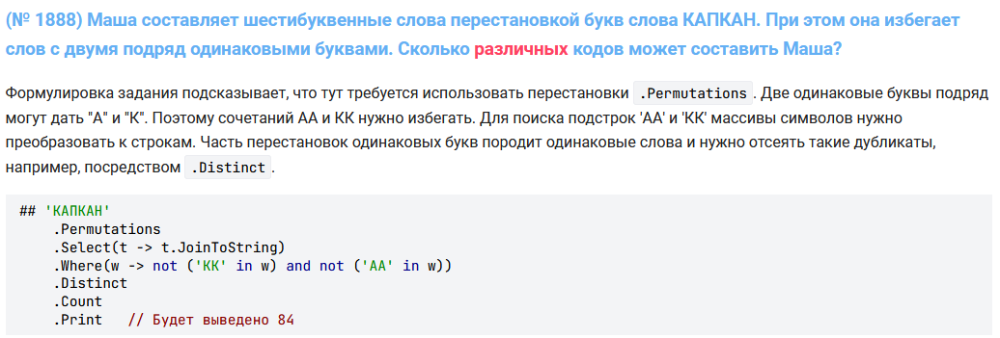 (№ 1888) Маша составляет шестибуквенные слова перестановкой букв слова КАПКАН. При этом она избегает
слов с двумя подряд одинаковыми буквами. Сколько различных кодов может составить Маша?
Формулировка задания подсказывает, что тут требуется использовать перестановки .Permutations. Две одинаковые буквы подряд
могут дать "А" и "К". Поэтому сочетаний АА и КК нужно избегать. Для поиска подстрок 'АА' и 'КК' массивы символов нужно
преобразовать к строкам. Часть перестановок одинаковых букв породит одинаковые слова и нужно отсеять такие дубликаты,
например, посредством .Distinct.
## 'КАПКАН'
.Permutations
.Select(t -> t.JoinToString)
.Where(w -> not ('КК' in w) and not ('АА' in w))
.Distinct
.Count
.Print // Будет выведено 84